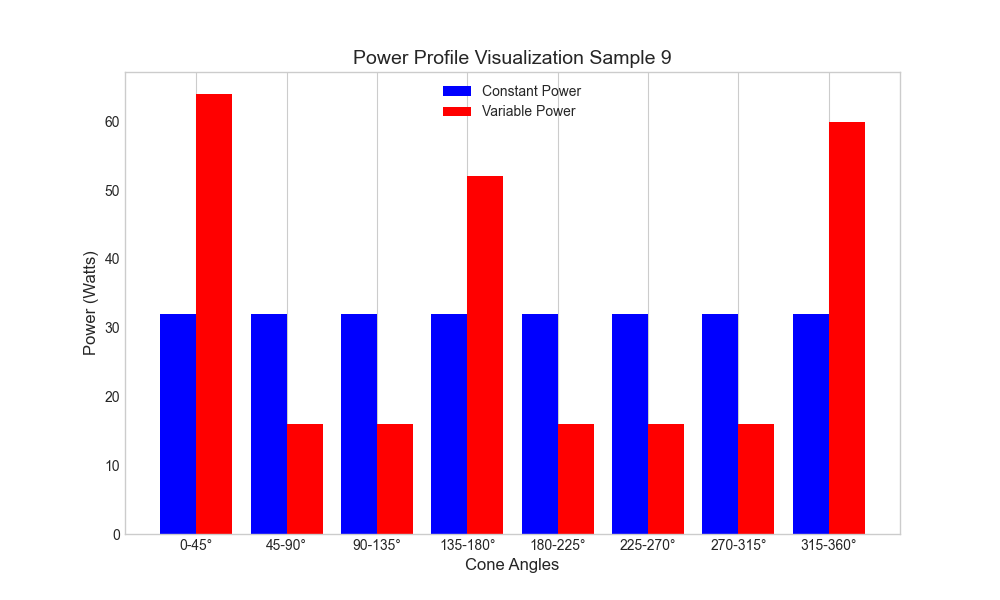 Power Profile Visualization Sample 9
Constant Power
Variable Power
Power (Watts)
60
50
40
30
20
10
0
0-45° 45-90° 90-135° 135-180° 180-225° 225-270° 270-315° 315-360°
Cone Angles